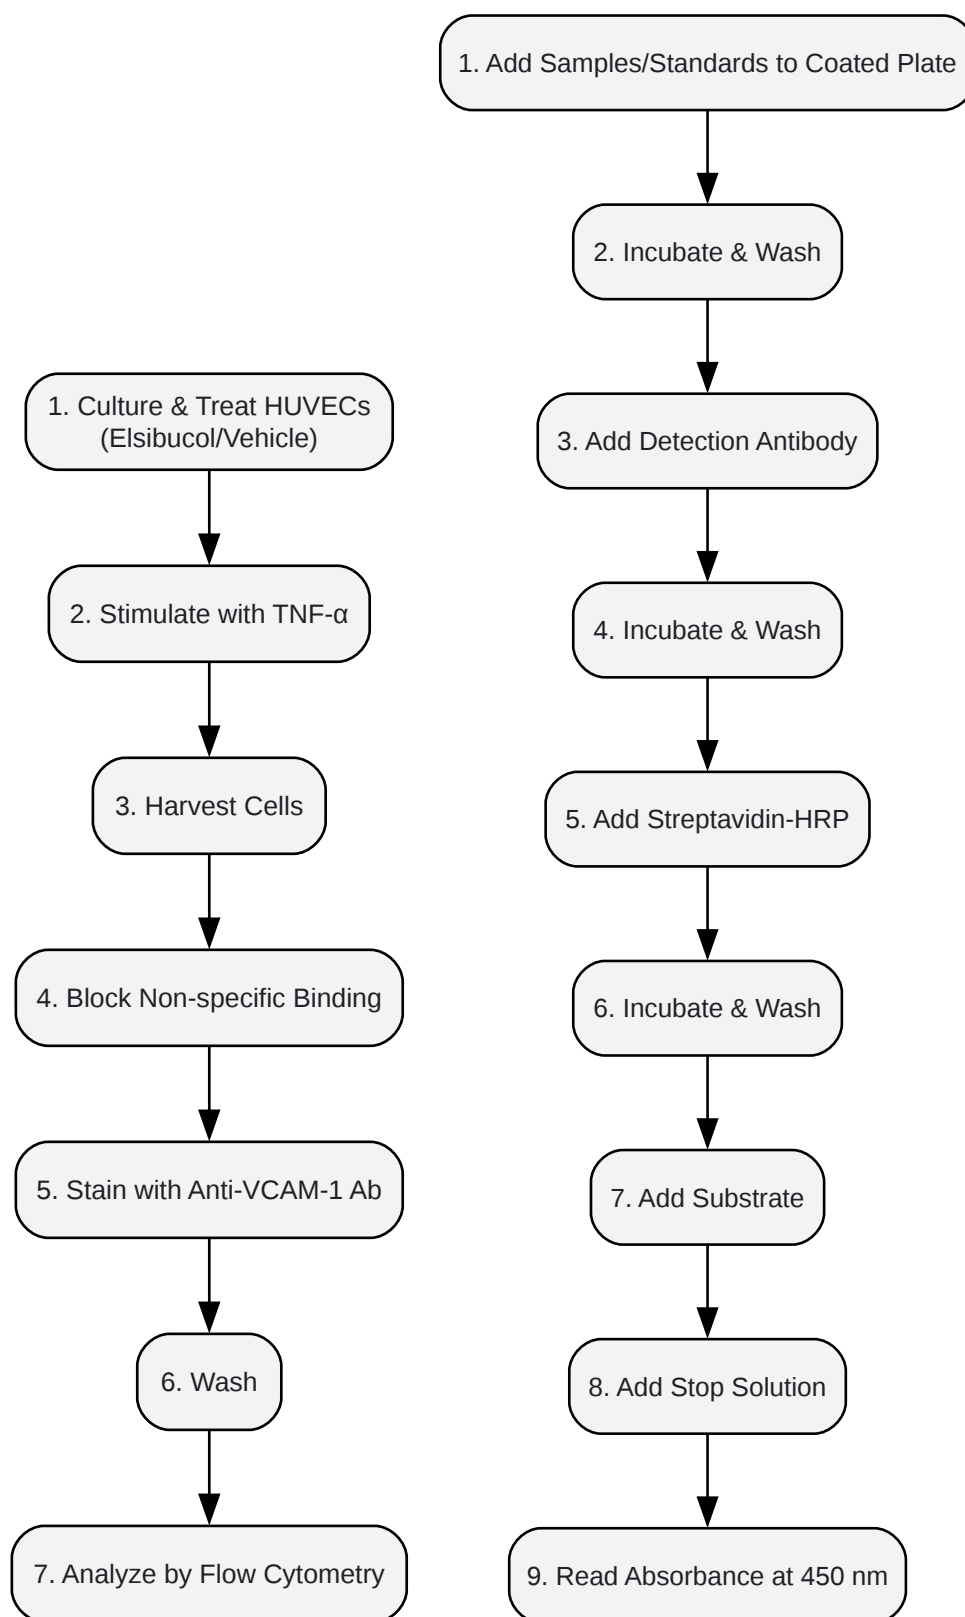 1. Culture & Treat HUVECs
(Elsibucol/Vehicle)
2. Stimulate with TNF-α
3. Harvest Cells
4. Block Non-specific Binding
5. Stain with Anti-VCAM-1 Ab
6. Wash
7. Analyze by Flow Cytometry
1. Add Samples/Standards to Coated Plate
2. Incubate & Wash
3. Add Detection Antibody
4. Incubate & Wash
5. Add Streptavidin-HRP
6. Incubate & Wash
7. Add Substrate
8. Add Stop Solution
9. Read Absorbance at 450 nm